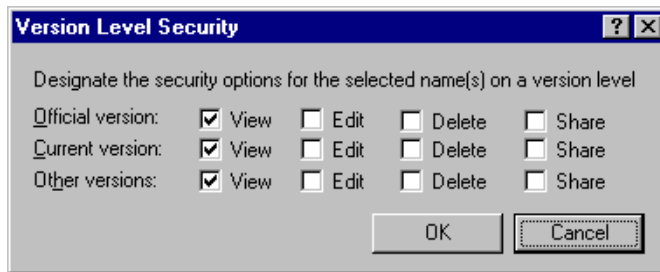 Version Level Security
Designate the security options for the selected name(s) on a version level
Official version: View Edit Delete Share
Current version: View Edit Delete Share
Other versions: View Edit Delete Share
OK Cancel